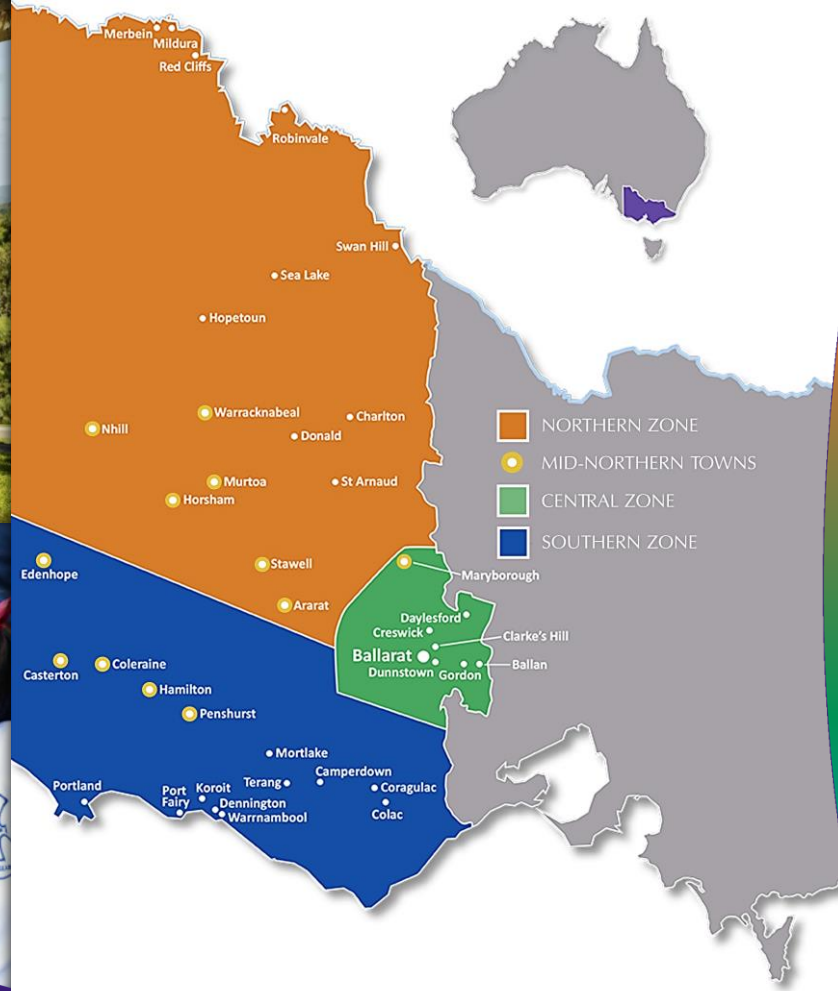 Merbein
Mildura
Red Cliffs
Robinvale
Swan Hill
Sea Lake
Hopetoun
Warracknabeal
Charlton
Nhill
Donald
Murtoa
St Arnaud
Horsham
NORTHERN ZONE
MID-NORTHERN TOWNS
CENTRAL ZONE
SOUTHERN ZONE
Edenhope
Stawell
Maryborough
Ararat
Daylesford
Creswick
Clarke's Hill
Ballarat
Ballan
Dunnstown
Gordon
Casterton
Coleraine
Hamilton
Penshurst
Mortlake
Portland
Port
Fairy
Koroit
Terang
Camperdown
Coragulac
Dennington
Warrnambool
Colac